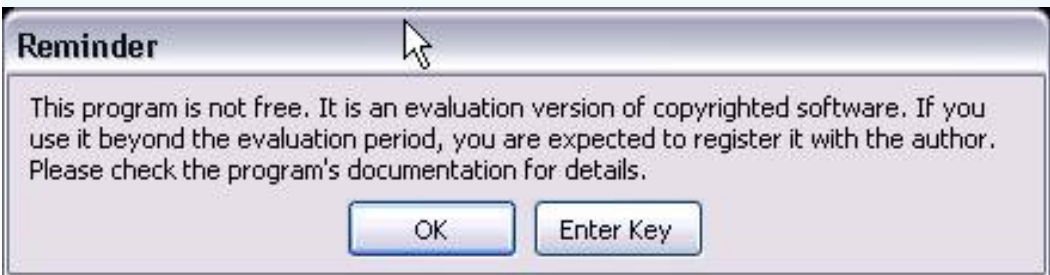 Reminder
This program is not free. It is an evaluation version of copyrighted software. If you
use it beyond the evaluation period, you are expected to register it with the author.
Please check the program's documentation for details.
OK Enter Key